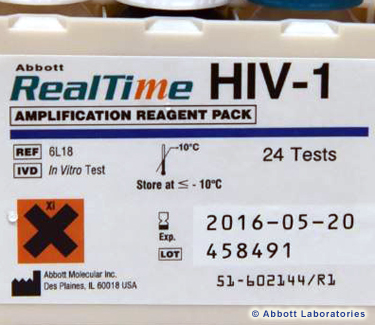 Abbott
RealTime HIV-1
AMPLIFICATION REAGENT PACK
REF 6L18
-10°C
24 Tests
IVD In Vitro Test
Store at ≤ - 10°C
Xi
2016-05-20
Exp.
LOT 458491
Abbott Molecular Inc.
Des Plaines, IL 60018 USA
51-602144/R1
© Abbott Laboratories